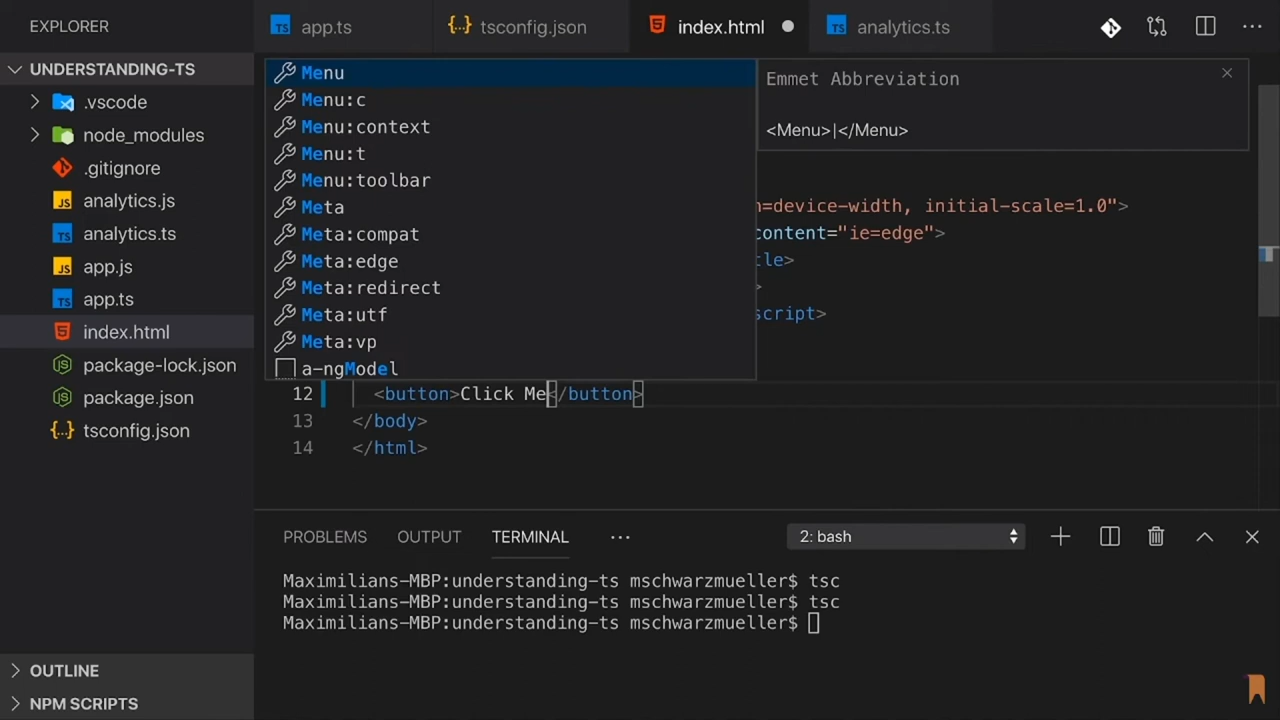 EXPLORER
app.ts
tsconfig.json
index.html
analytics.ts
UNDERSTANDING-TS
.vscode
node_modules
.gitignore
analytics.js
analytics.ts
app.js
app.ts
index.html
package-lock.json
package.json
tsconfig.json
OUTLINE
NPM SCRIPTS
Menu
Menu:c
Menu:context
Menu:t
Menu:toolbar
Meta
Meta:compat
Meta:edge
Meta:redirect
Meta:utf
Meta:vp
a-ngModel
Emmet Abbreviation
<Menu>|</Menu>
n=device-width, initial-scale=1.0">
content="ie=edge">
tle>
>
script>
12 <button>Click Me</button>
13 </body>
14 </html>
PROBLEMS OUTPUT TERMINAL ··· 2: bash
Maximilians-MBP:understanding-ts mschwarzmueller$ tsc
Maximilians-MBP:understanding-ts mschwarzmueller$ tsc
Maximilians-MBP:understanding-ts mschwarzmueller$